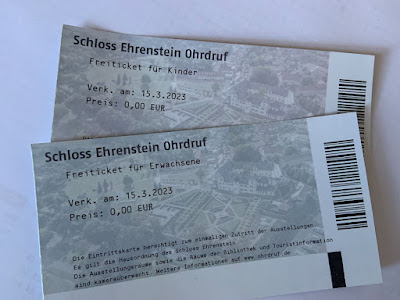 Schloss Ehrenstein Ohrdruf
Freiticket für Kinder
Verk. am: 15.3.2023
Preis: 0,00 EUR
Schloss Ehrenstein Ohrdruf
Freiticket für Erwachsene
Verk. am: 15.3.2023
Preis: 0,00 EUR
Die Eintrittskarte berechtigt zum einmaligen Zutritt der Ausstellungen.
Es gilt die Hausordnung des Schloss Ehrenstein.
Die Ausstellungsräume sowie die Räume der Bibliothek und Touristinformation
sind kameraüberwacht. Weitere Informationen auf www.ohrdruf.de